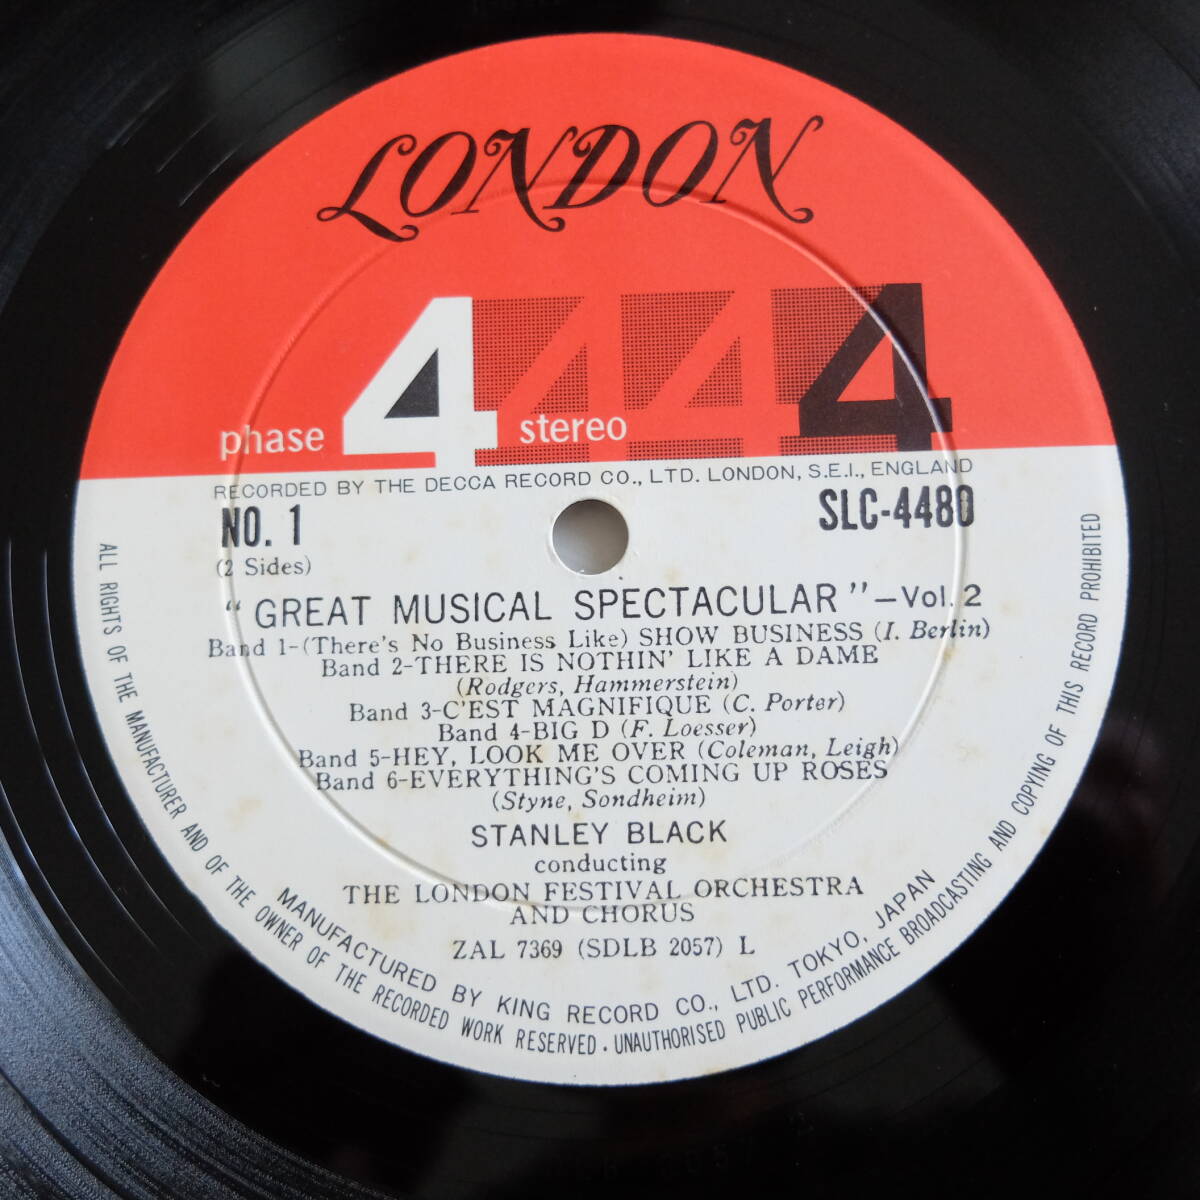 LONDON
phase 4 stereo 4 4 4
RECORDED BY THE DECCA RECORD CO., LTD. LONDON, S.E.I., ENGLAND
NO. 1
SLC-4480
(2 Sides)
“GREAT MUSICAL SPECTACULAR”—Vol. 2
Band 1-(There's No Business Like) SHOW BUSINESS (I. Berlin)
Band 2-THERE IS NOTHIN' LIKE A DAME
(Rodgers, Hammerstein)
Band 3-C'EST MAGNIFIQUE (C. Porter)
Band 4-BIG D (F. Loesser)
Band 5-HEY, LOOK ME OVER (Coleman, Leigh)
Band 6-EVERYTHING'S COMING UP ROSES
(Styne, Sondheim)
STANLEY BLACK
conducting
THE LONDON FESTIVAL ORCHESTRA
AND CHORUS
ZAL 7369 (SDLB 2057) L
MANUFACTURED BY KING RECORD CO., LTD. TOKYO, JAPAN
ALL RIGHTS OF THE MANUFACTURER AND OF THE OWNER OF THE RECORDED WORK RESERVED. UNAUTHORISED PUBLIC PERFORMANCE BROADCASTING AND COPYING OF THIS RECORD PROHIBITED